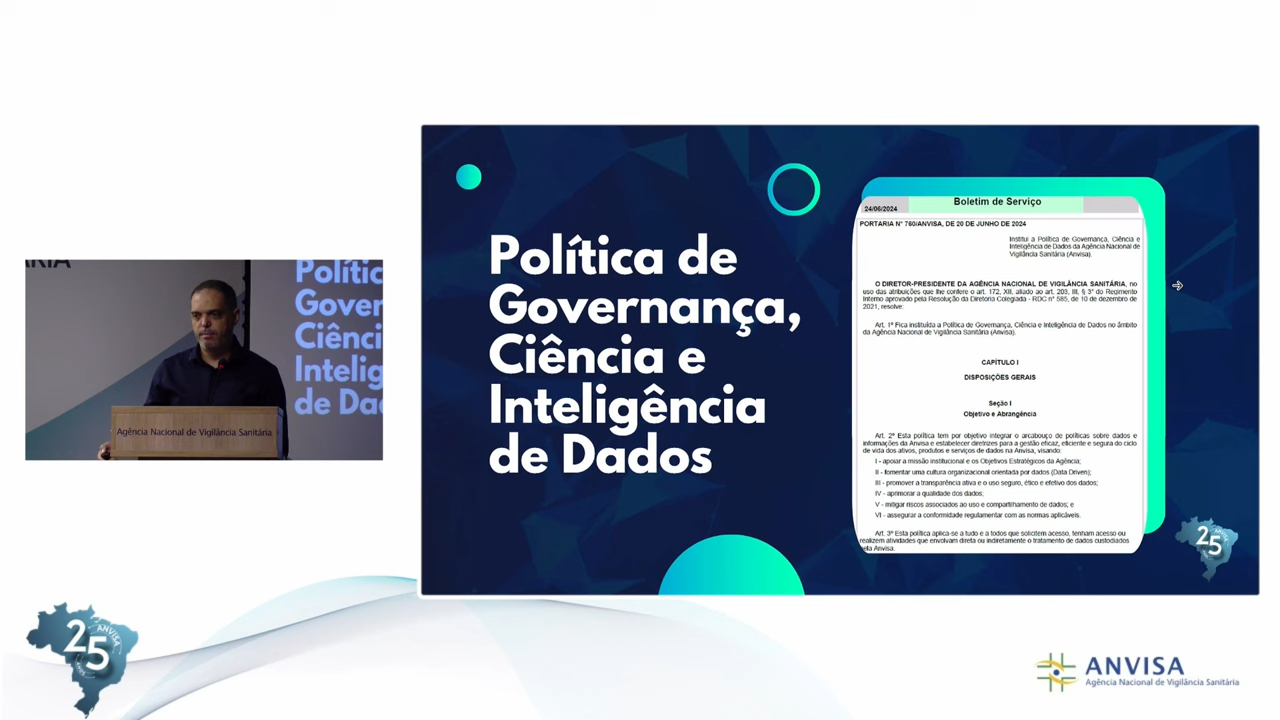 Política de
Governança,
Ciência e
Inteligência
de Dados
24/06/2024
Boletim de Serviço
PORTARIA Nº 760/ANVISA, DE 20 DE JUNHO DE 2024
Institui a Política de Governança, Ciência e
Inteligência de Dados da Agência Nacional de
Vigilância Sanitária (Anvisa).
O DIRETOR-PRESIDENTE DA AGÊNCIA NACIONAL DE VIGILÂNCIA SANITÁRIA, no
uso das atribuições que lhe confere o art. 172, XII, aliado ao art. 203, III, § 3° do Regimento
Interno aprovado pela Resolução da Diretoria Colegiada - RDC n° 585, de 10 de dezembro de
2021, resolve:
Art. 1º Fica instituída a Política de Governança, Ciência e Inteligência de Dados no âmbito
da Agência Nacional de Vigilância Sanitária (Anvisa).
CAPÍTULO I
DISPOSIÇÕES GERAIS
Seção I
Objetivo e Abrangência
Art. 2º Esta política tem por objetivo integrar o arcabouço de políticas sobre dados e
informações da Anvisa e estabelecer diretrizes para a gestão eficaz, eficiente e segura do ciclo
de vida dos ativos, produtos e serviços de dados na Anvisa, visando:
I - apoiar a missão institucional e os Objetivos Estratégicos da Agência;
II - fomentar uma cultura organizacional orientada por dados (Data Driven);
III - promover a transparência ativa e o uso seguro, ético e efetivo dos dados;
IV - aprimorar a qualidade dos dados;
V - mitigar riscos associados ao uso e compartilhamento de dados; e
VI - assegurar a conformidade regulamentar com as normas aplicáveis.
Art. 3º Esta política aplica-se a tudo e a todos que solicitem acesso, tenham acesso ou
realizem atividades que envolvam direta ou indiretamente o tratamento de dados custodiados
pela Anvisa.
25
Polític
Gover
Ciênci
Intelig
de Da
Agência Nacional de Vigilância Sanitária
25
ANVISA
ANOS
ANVISA
Agência Nacional de Vigilância Sanitária